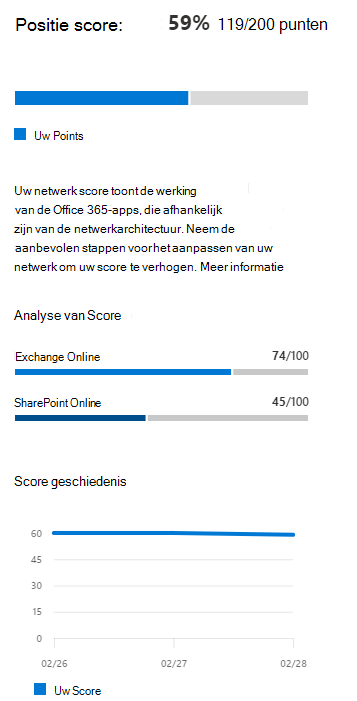 Positie score: 59% 119/200 punten
Uw Points
Uw netwerk score toont de werking
van de Office 365-apps, die afhankelijk
zijn van de netwerkarchitectuur. Neem de
aanbevolen stappen voor het aanpassen van uw
netwerk om uw score te verhogen. Meer informatie
Analyse van Score
Exchange Online 74/100
SharePoint Online 45/100
Score geschiedenis
60
45
30
15
0
02/26 02/27 02/28
Uw Score